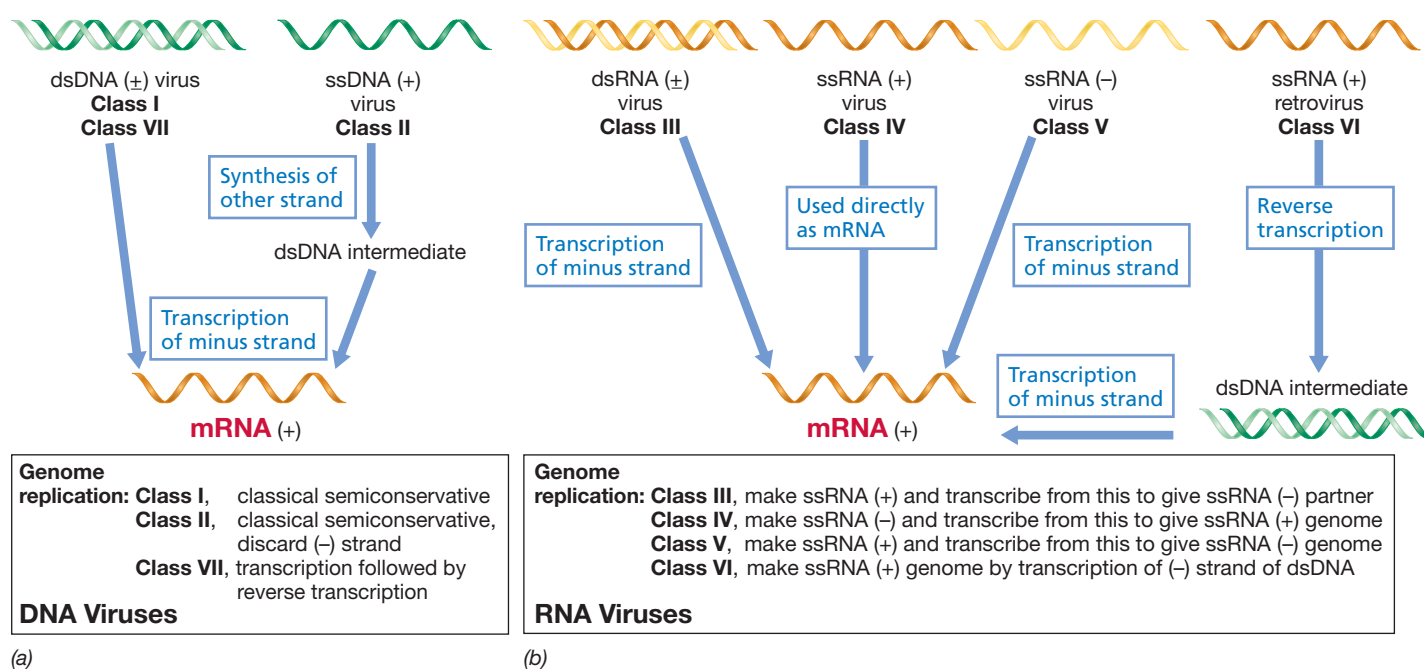 dsDNA (±) virus
Class I
Class VII
ssDNA (+)
virus
Class II
Synthesis of
other strand
dsDNA intermediate
Transcription
of minus strand
mRNA (+)
Genome
replication: Class I, classical semiconservative
Class II, classical semiconservative,
discard (–) strand
Class VII, transcription followed by
reverse transcription
DNA Viruses
(a)
dsRNA (±)
virus
Class III
ssRNA (+)
virus
Class IV
ssRNA (–)
virus
Class V
ssRNA (+)
retrovirus
Class VI
Transcription
of minus strand
Used directly
as mRNA
Transcription
of minus strand
Reverse
transcription
dsDNA intermediate
Transcription
of minus strand
mRNA (+)
Genome
replication: Class III, make ssRNA (+) and transcribe from this to give ssRNA (–) partner
Class IV, make ssRNA (–) and transcribe from this to give ssRNA (+) genome
Class V, make ssRNA (+) and transcribe from this to give ssRNA (–) genome
Class VI, make ssRNA (+) genome by transcription of (–) strand of dsDNA
RNA Viruses
(b)